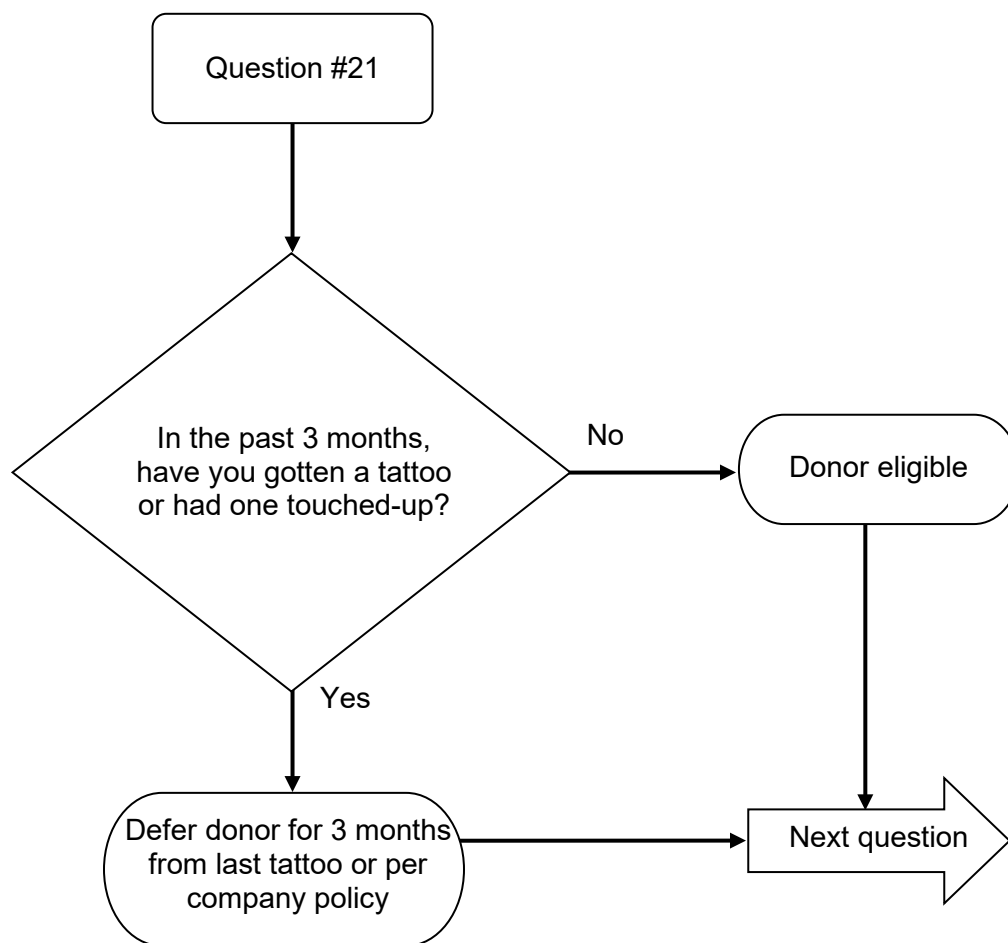 Question #21
In the past 3 months,
have you gotten a tattoo
or had one touched-up?
No
Donor eligible
Yes
Defer donor for 3 months
from last tattoo or per
company policy
Next question